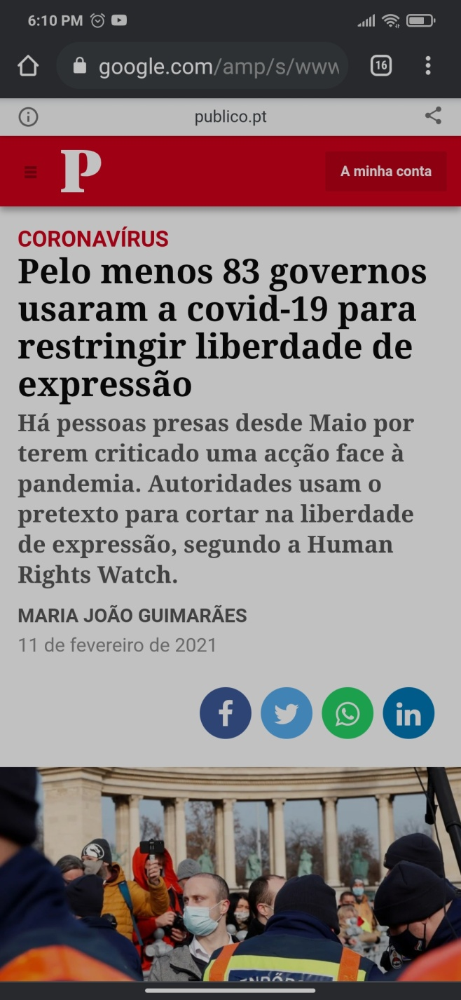 6:10 PM
google.com/amp/s/www
16
publico.pt
P
A minha conta
CORONAVÍRUS
Pelo menos 83 governos
usaram a covid-19 para
restringir liberdade de
expressão
Há pessoas presas desde Maio por
terem criticado uma acção face à
pandemia. Autoridades usam o
pretexto para cortar na liberdade
de expressão, segundo a Human
Rights Watch.
MARIA JOÃO GUIMARÃES
11 de fevereiro de 2021
f
in